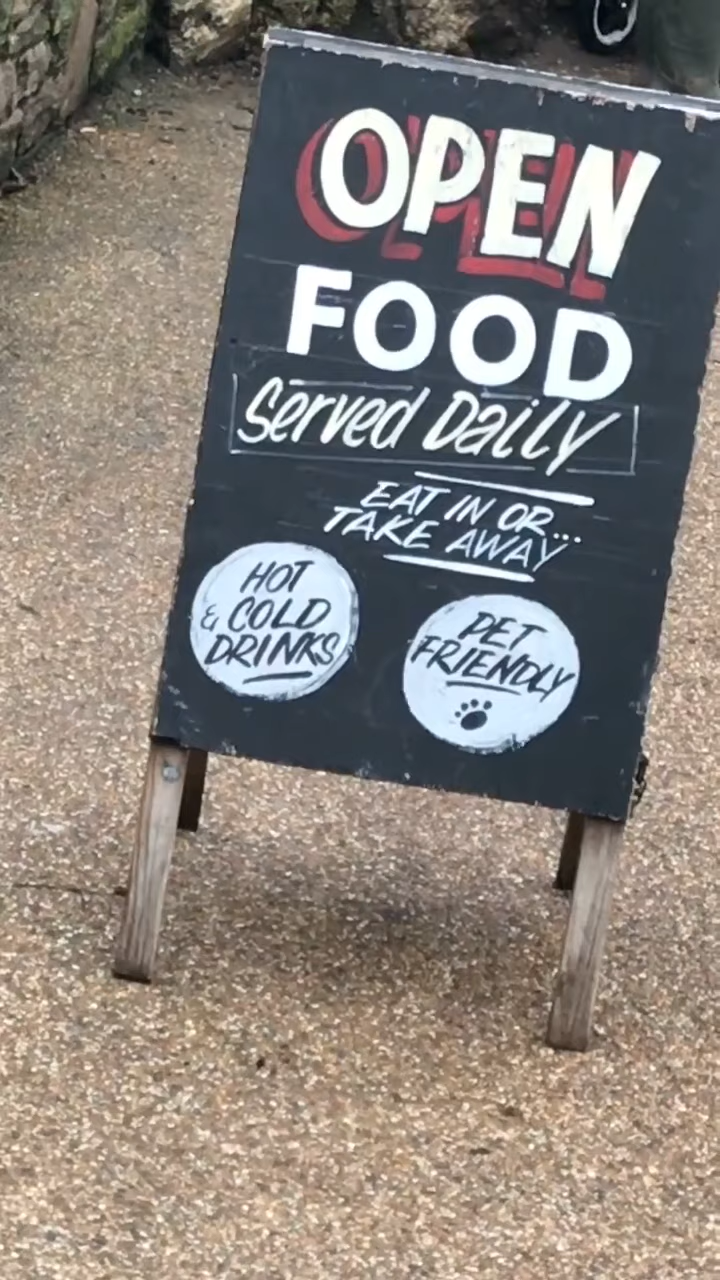 OPEN
FOOD
Served Daily
EAT IN OR...
TAKE AWAY
HOT
& COLD
DRINKS
PET
FRIENDLY